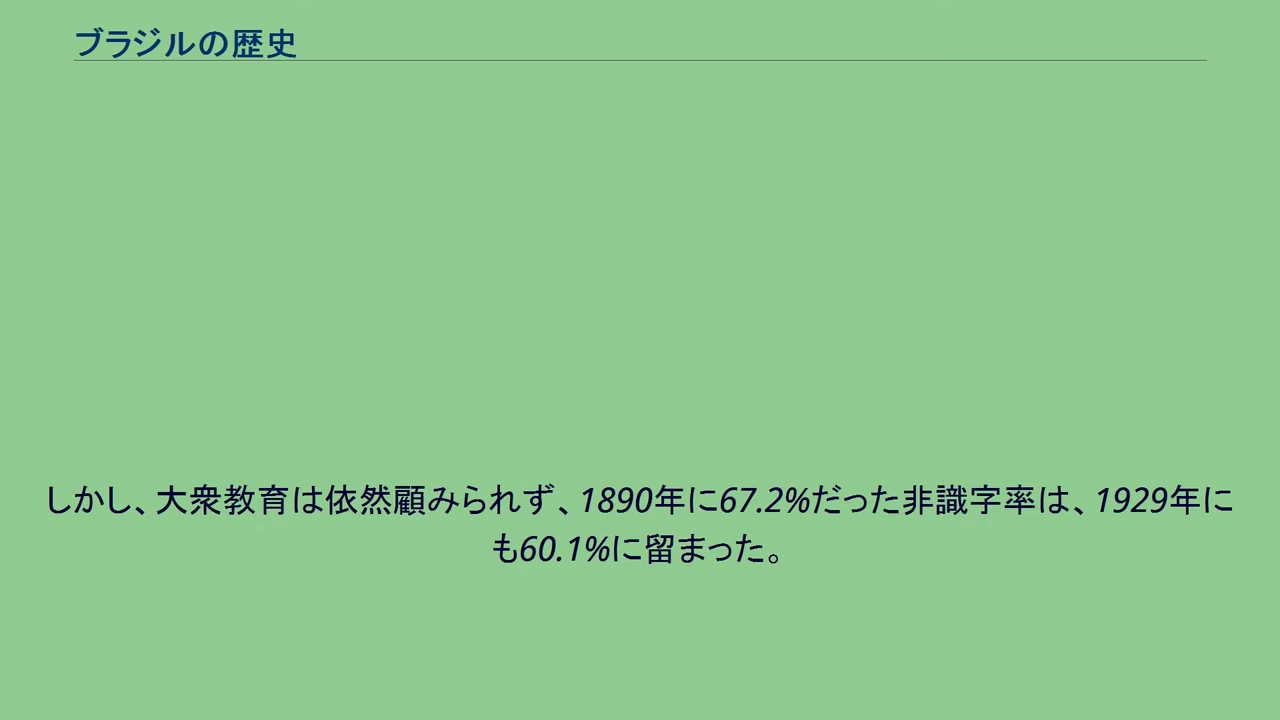 ブラジルの歴史
しかし、大衆教育は依然顧みられず、1890年に67.2%だった非識字率は、1929年に
も60.1%に留まった。